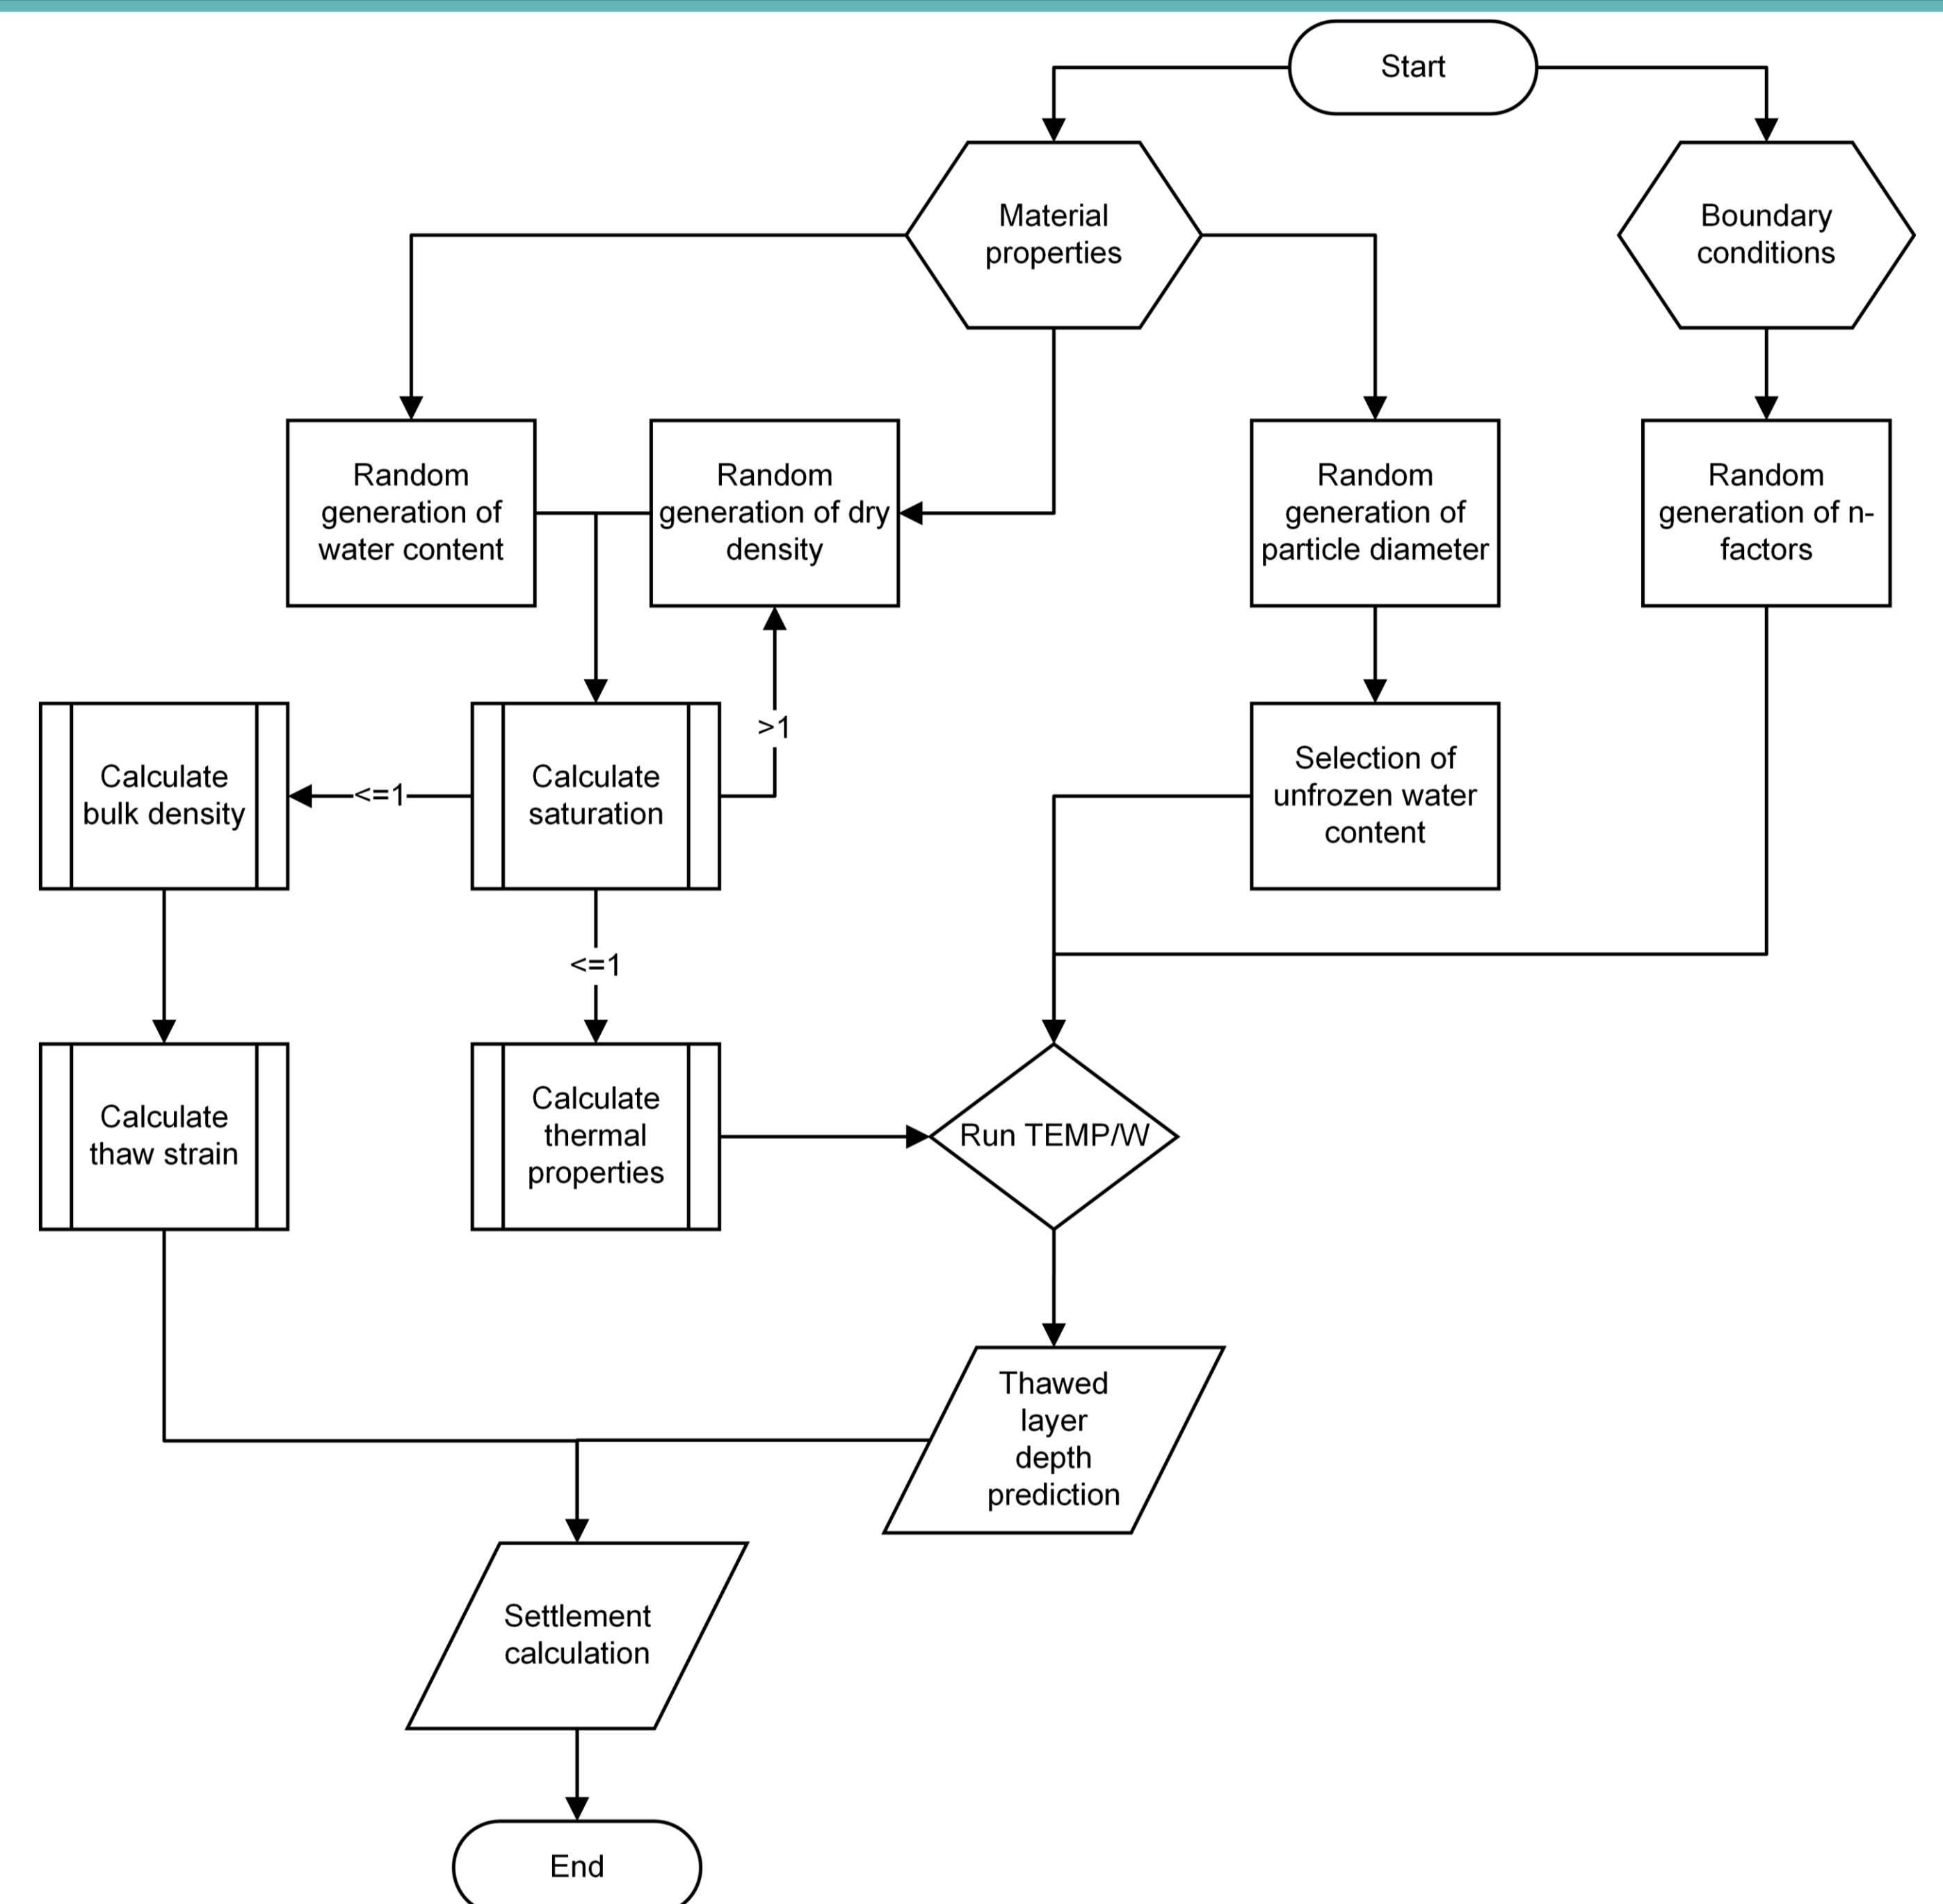 Start
Material
properties
Boundary
conditions
Random
generation of
water content
Random
generation of dry
density
Random
generation of
particle diameter
Random
generation of n-
factors
>1
Calculate
bulk density
<=1
Calculate
saturation
Selection of
unfrozen water
content
<=1
Calculate
thaw strain
Calculate
thermal
properties
Run TEMP/W
Thawed
layer
depth
prediction
Settlement
calculation
End